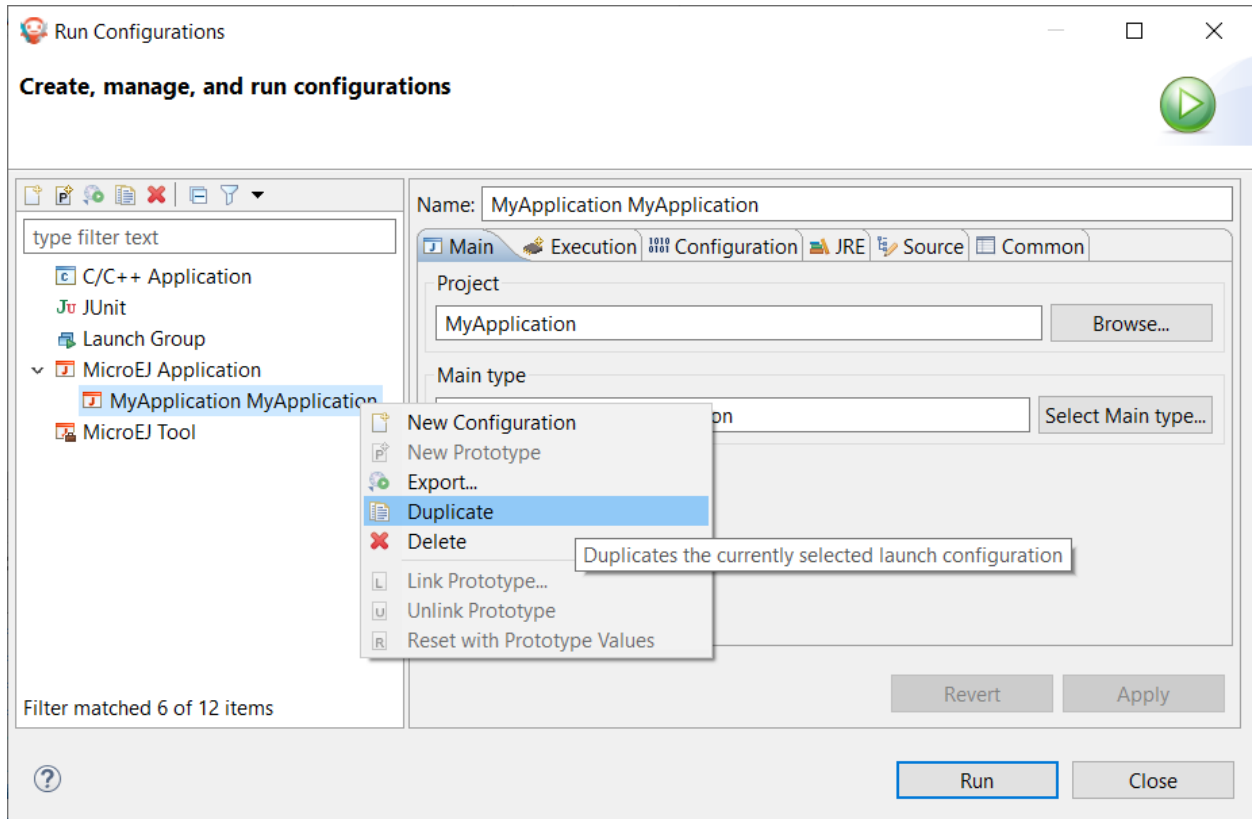 Run Configurations
Create, manage, and run configurations
type filter text
C/C++ Application
Ju JUnit
Launch Group
MicroEJ Application
MyApplication MyApplication
MicroEJ Tool
Filter matched 6 of 12 items
Name: MyApplication MyApplication
Main Execution Configuration JRE Source Common
Project
MyApplication Browse...
Main type
on Select Main type...
New Configuration
New Prototype
Export...
Duplicate
Delete
Duplicates the currently selected launch configuration
Link Prototype...
Unlink Prototype
Reset with Prototype Values
Revert Apply
Run Close